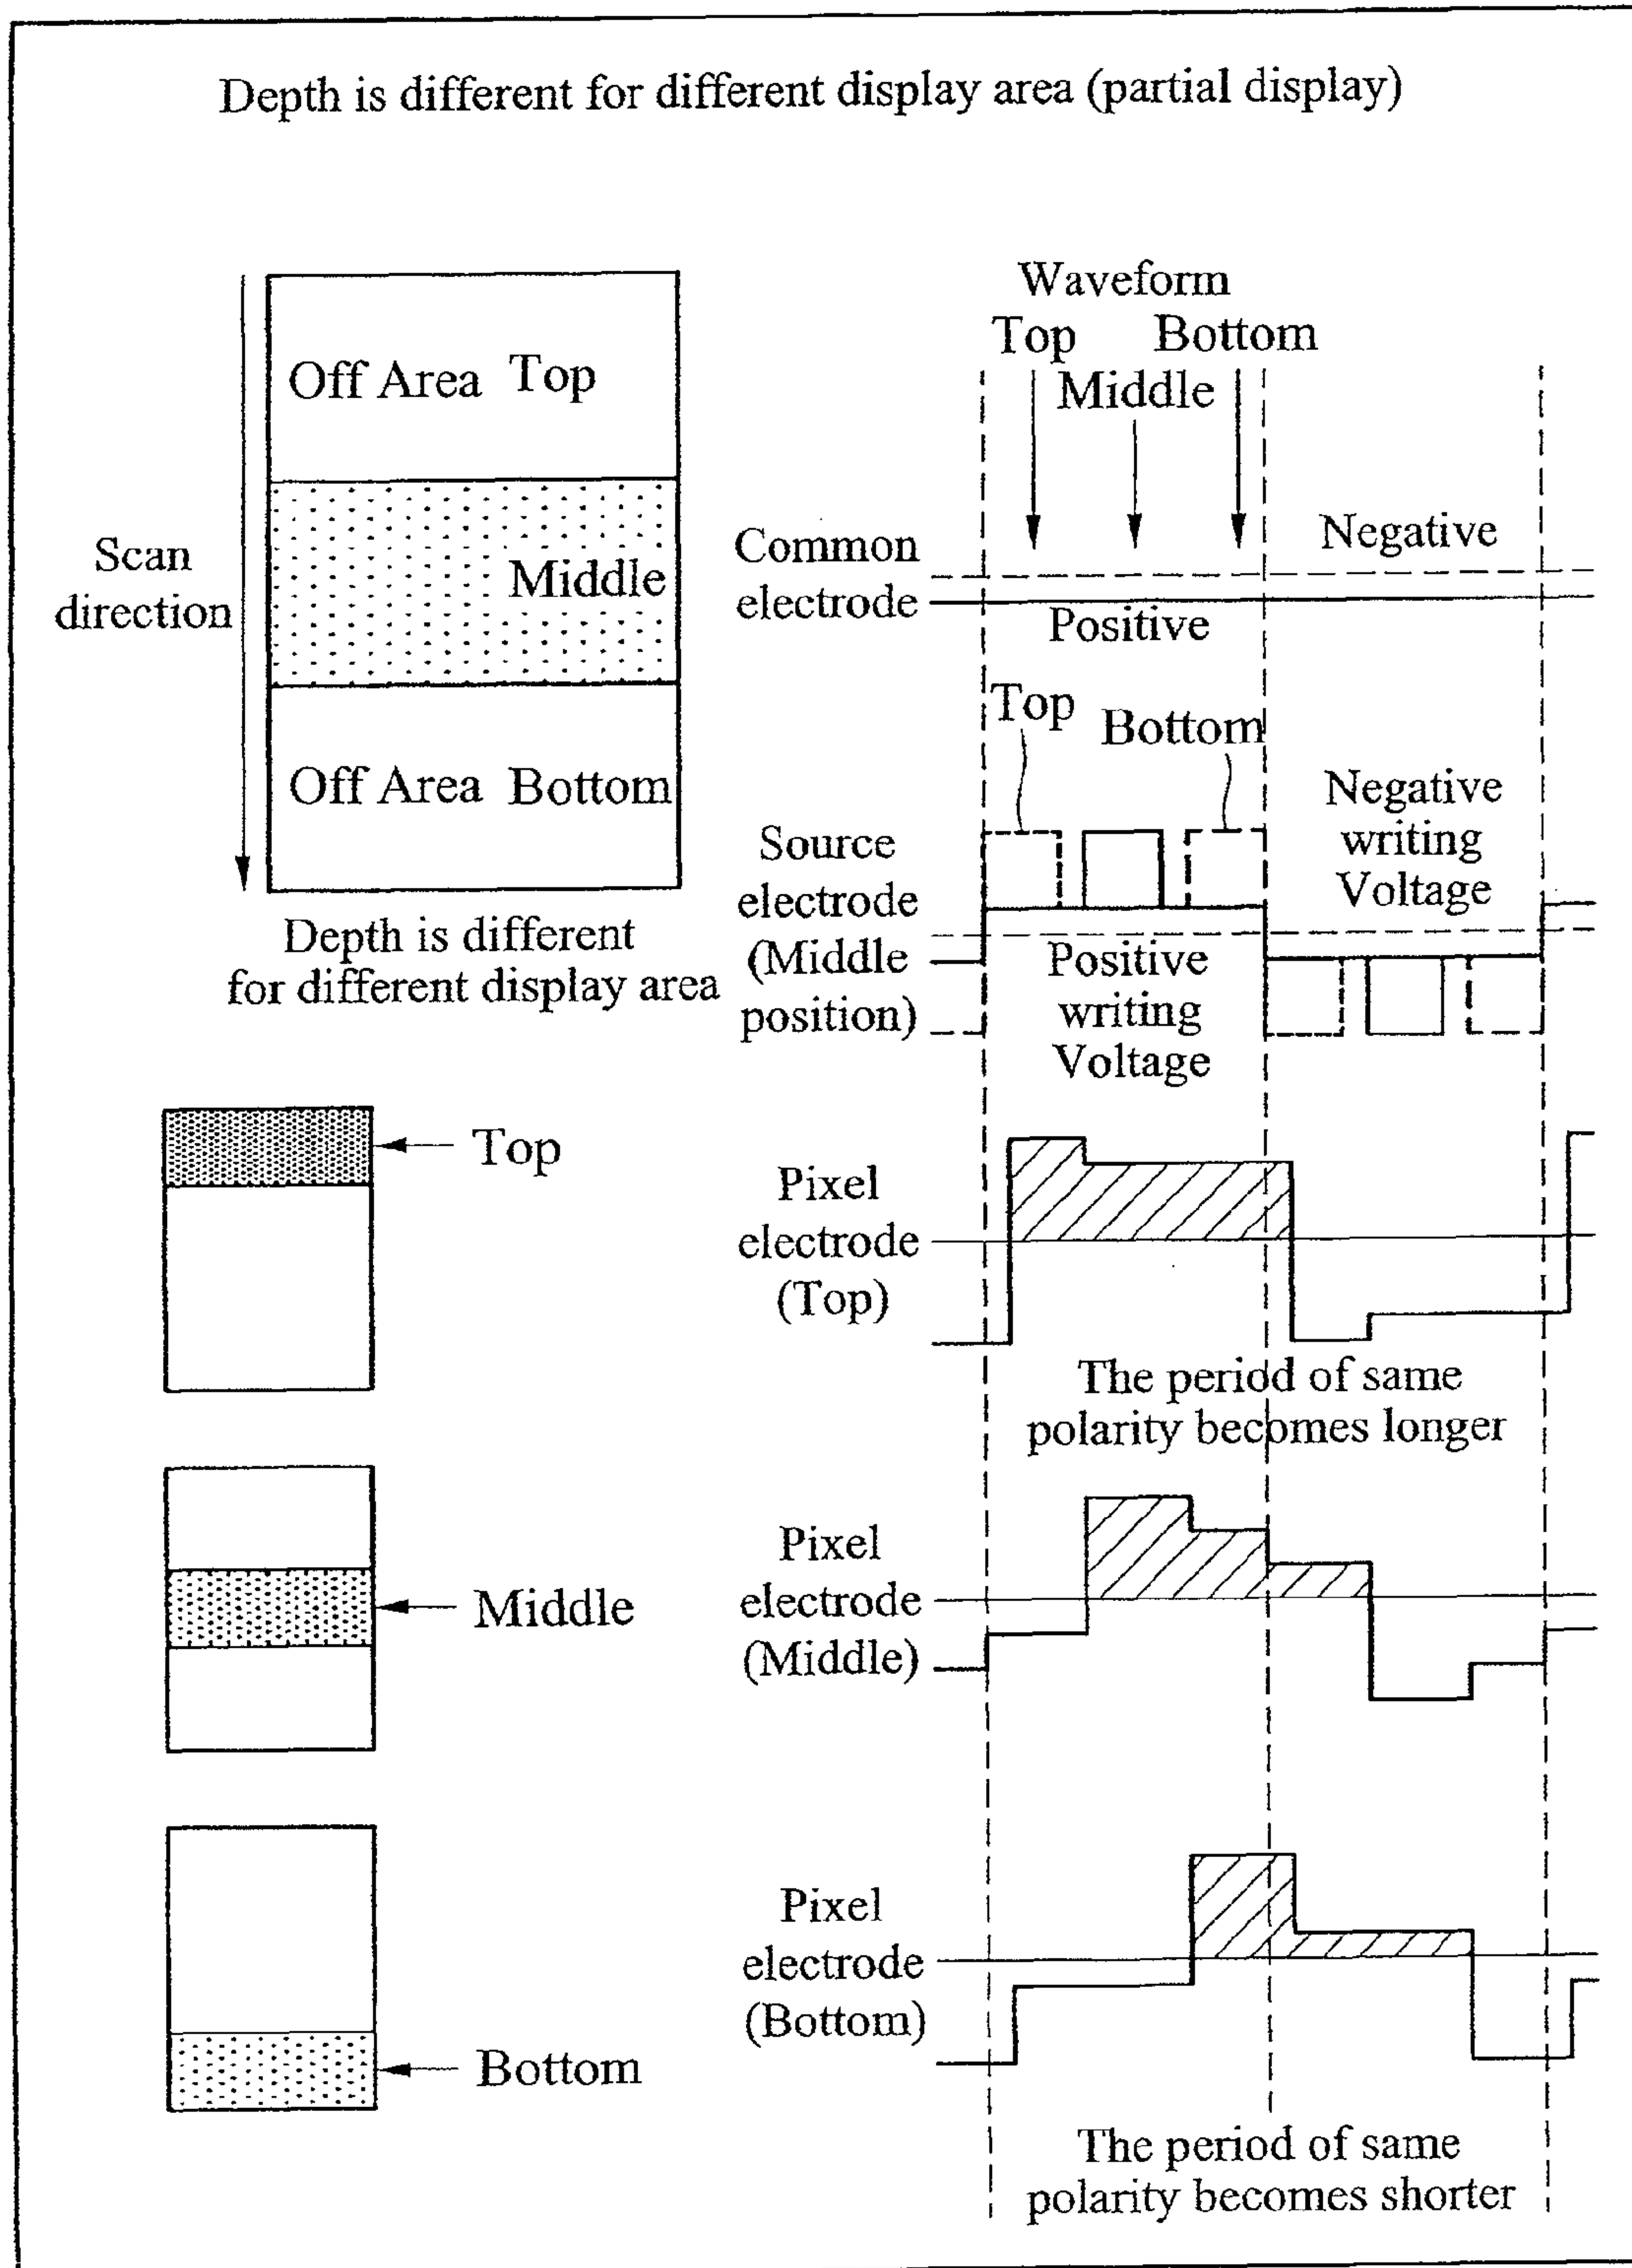 Depth is different for different display area (partial display)
Scan
direction
Off Area Top
Middle
Off Area Bottom
Depth is different
for different display area
Waveform
Top Bottom
Middle
Common
electrode
Negative
Positive
Top
Bottom
Source
electrode
(Middle
position)
Negative
writing
Voltage
Positive
writing
Voltage
Top
Pixel
electrode
(Top)
The period of same
polarity becomes longer
Middle
Pixel
electrode
(Middle)
Bottom
Pixel
electrode
(Bottom)
The period of same
polarity becomes shorter